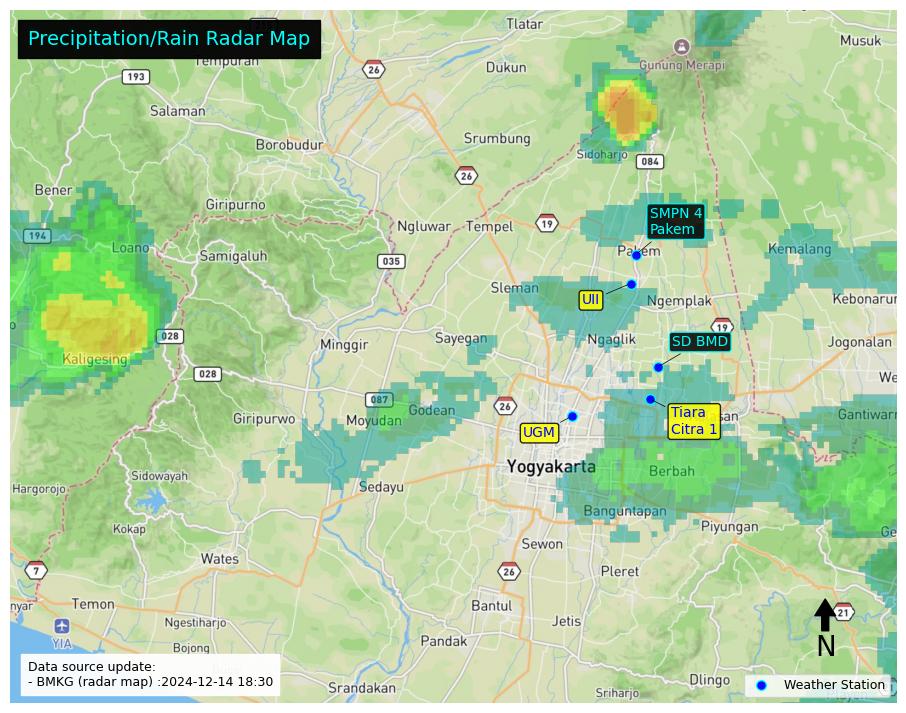 Precipitation/Rain Radar Map
Tlatar
Musuk
26
Gunung Merapi
Dukun
193
Salaman
Srumbung
Borobudur
Sidoharjo
084
26
Bener
Giripurno
SMPN 4
Pakem
194
Loano
Samigaluh
Ngluwar
Tempel
19
Pakem
Kemalang
035
Sleman
UII
Ngemplak
Kebonarum
028
Minggir
Sayegan
Ngaglik
19
SD BMD
Jogonalan
Kaligesing
028
087
Godean
26
Tiara
Citra 1
Gantiwarn
Giripurwo
Moyudan
UGM
Yogyakarta
Berbah
Hargorojo
Sidowayah
Sedayu
Kokap
Banguntapan
Piyungan
Wates
Sewon
7
26
Pleret
Temon
Bantul
21
Ngestiharjo
Jetis
YIA
Bojong
Pandak
N
Data source update:
- BMKG (radar map) :2024-12-14 18:30
Srandakan
Sriharjo
Dlingo
Weather Station